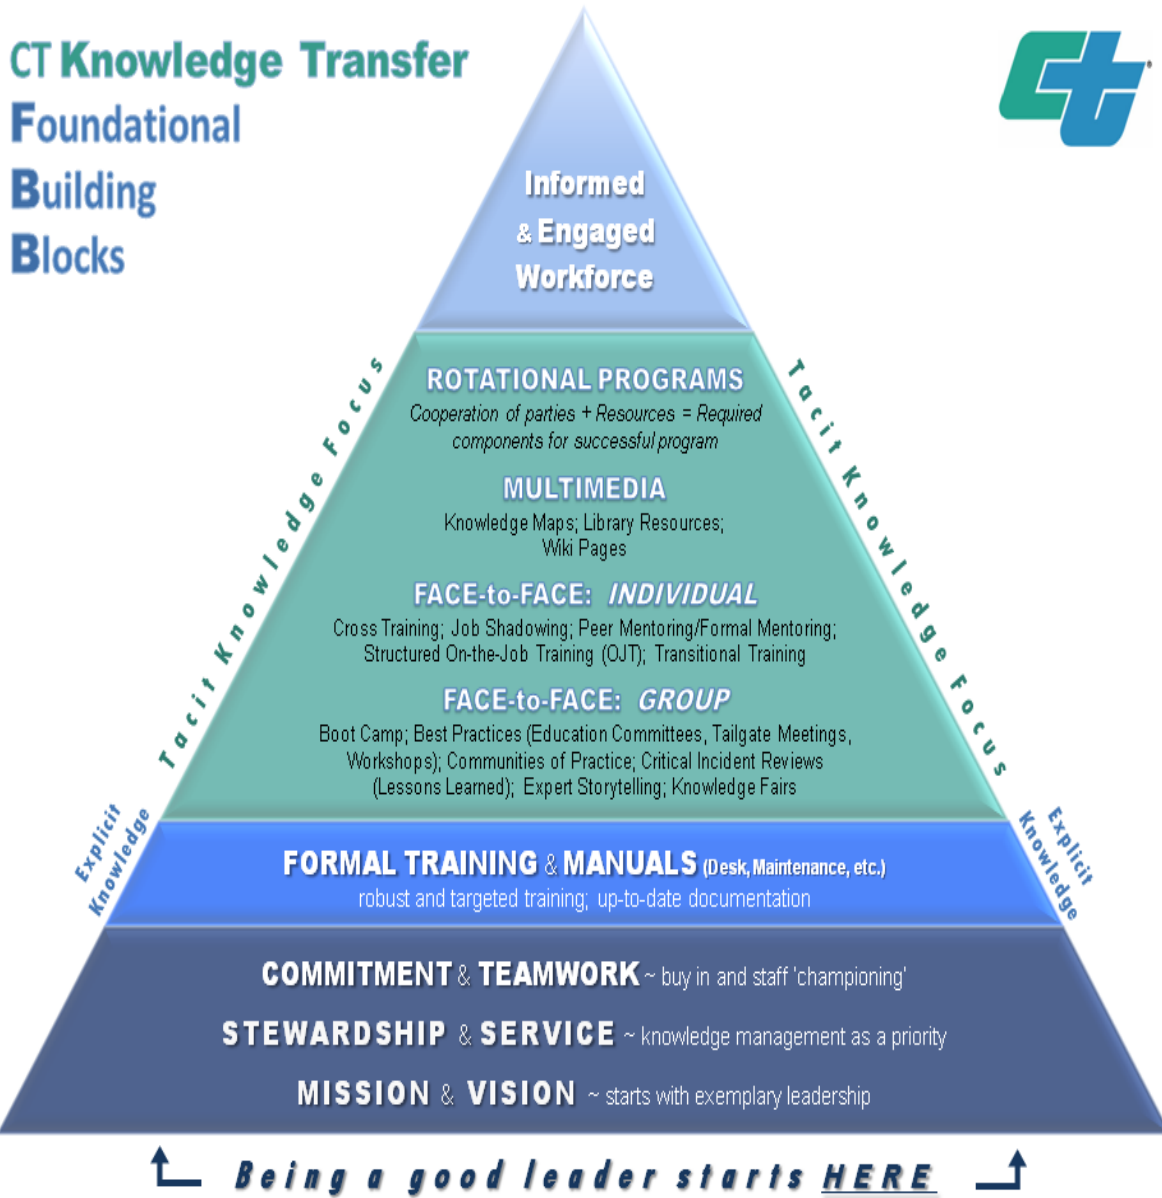 CT Knowledge Transfer
Foundational
Building
Blocks
Ct
Informed
& Engaged
Workforce
Tacit Knowledge Focus
Tacit Knowledge Focus
ROTATIONAL PROGRAMS
Cooperation of parties + Resources = Required
components for successful program
MULTIMEDIA
Knowledge Maps; Library Resources;
Wiki Pages
FACE-to-FACE: INDIVIDUAL
Cross Training; Job Shadowing; Peer Mentoring/Formal Mentoring;
Structured On-the-Job Training (OJT); Transitional Training
FACE-to-FACE: GROUP
Boot Camp; Best Practices (Education Committees, Tailgate Meetings,
Workshops); Communities of Practice; Critical Incident Reviews
(Lessons Learned); Expert Storytelling; Knowledge Fairs
Explicit
Knowledge
Explicit
Knowledge
FORMAL TRAINING & MANUALS (Desk, Maintenance, etc.)
robust and targeted training; up-to-date documentation
COMMITMENT & TEAMWORK ~ buy in and staff 'championing'
STEWARDSHIP & SERVICE ~ knowledge management as a priority
MISSION & VISION ~ starts with exemplary leadership
Being a good leader starts HERE